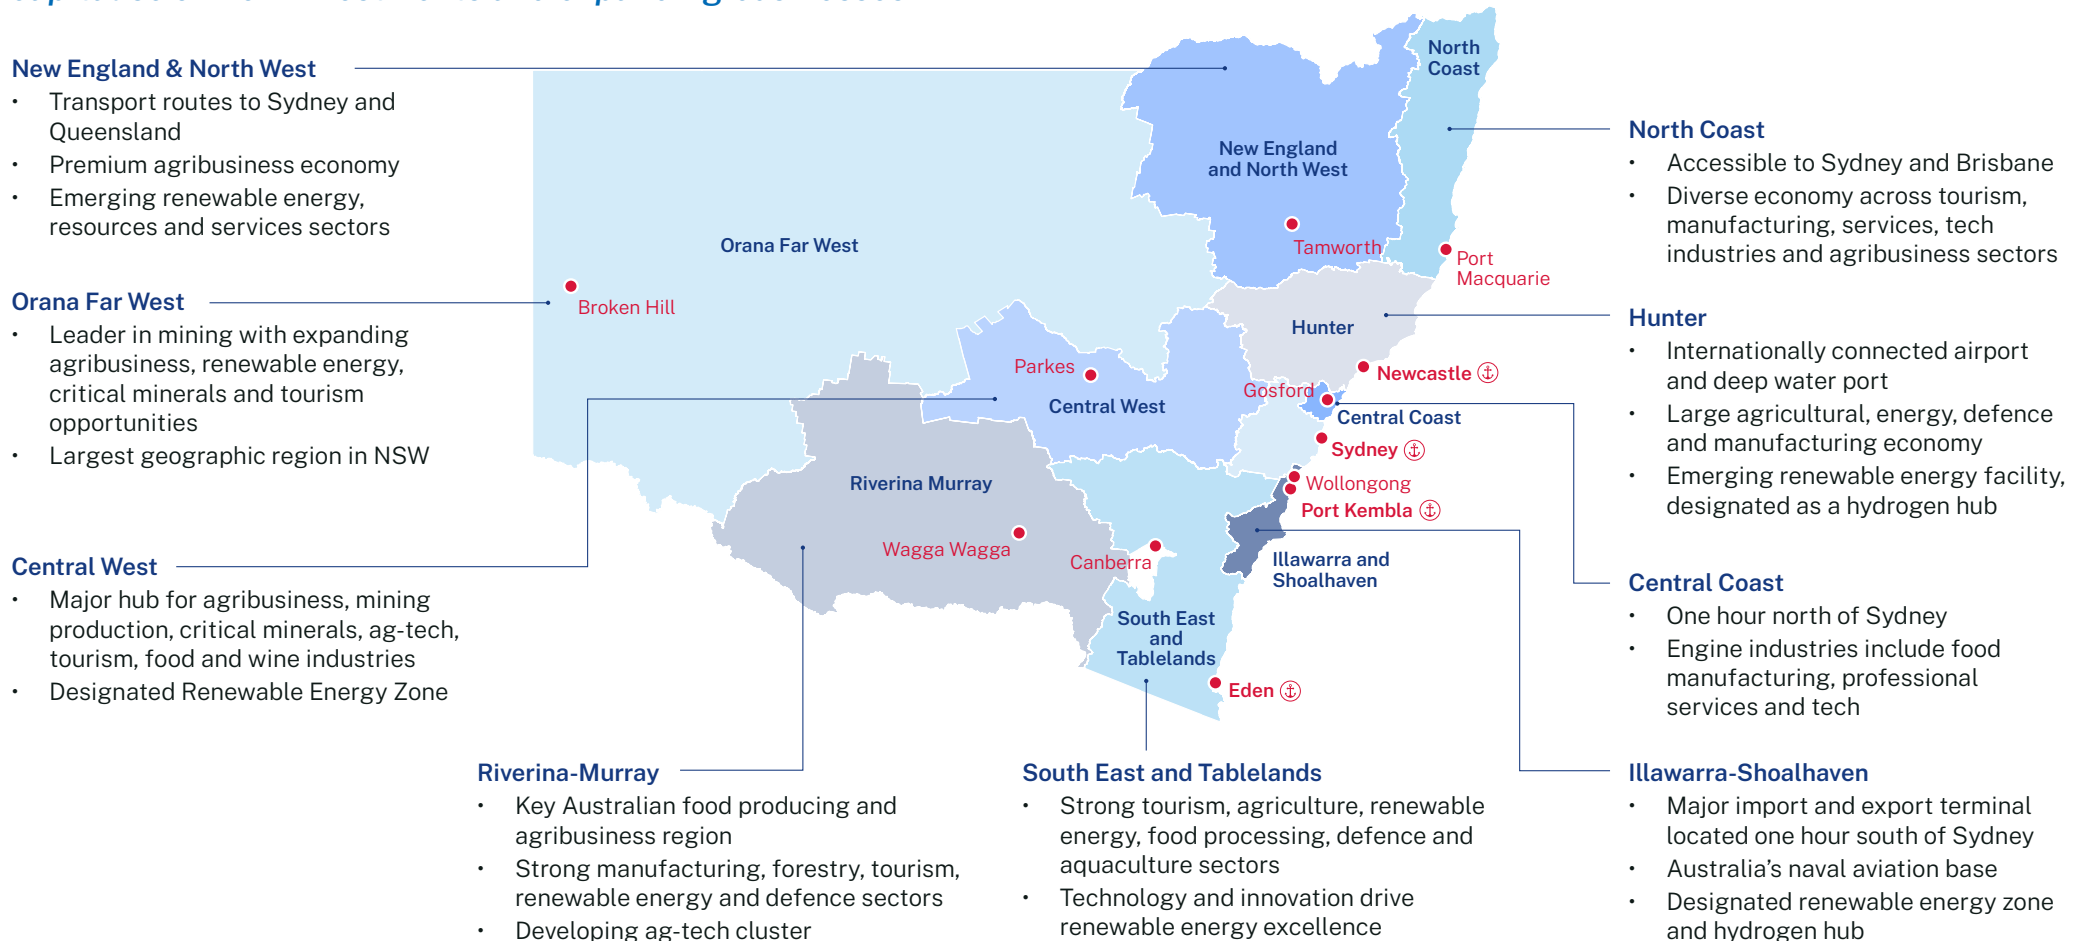 New England & North West
• Transport routes to Sydney and
Queensland
• Premium agribusiness economy
• Emerging renewable energy,
resources and services sectors
Orana Far West
• Leader in mining with expanding
agribusiness, renewable energy,
critical minerals and tourism
opportunities
• Largest geographic region in NSW
Central West
• Major hub for agribusiness, mining
production, critical minerals, ag-tech,
tourism, food and wine industries
• Designated Renewable Energy Zone
North
Coast
New England
and North West
Tamworth
Port
Macquarie
Orana Far West
Broken Hill
Hunter
Parkes
Newcastle
Gosford
Central West
Central Coast
Sydney
Riverina Murray
Wollongong
Port Kembla
Wagga Wagga
Canberra
Illawarra and
Shoalhaven
South East
and
Tablelands
Eden
North Coast
• Accessible to Sydney and Brisbane
• Diverse economy across tourism,
manufacturing, services, tech
industries and agribusiness sectors
Hunter
• Internationally connected airport
and deep water port
• Large agricultural, energy, defence
and manufacturing economy
• Emerging renewable energy facility,
designated as a hydrogen hub
Central Coast
• One hour north of Sydney
• Engine industries include food
manufacturing, professional
services and tech
Riverina-Murray
• Key Australian food producing and
agribusiness region
• Strong manufacturing, forestry, tourism,
renewable energy and defence sectors
• Developing ag-tech cluster
South East and Tablelands
• Strong tourism, agriculture, renewable
energy, food processing, defence and
aquaculture sectors
• Technology and innovation drive
renewable energy excellence
Illawarra-Shoalhaven
• Major import and export terminal
located one hour south of Sydney
• Australia’s naval aviation base
• Designated renewable energy zone
and hydrogen hub